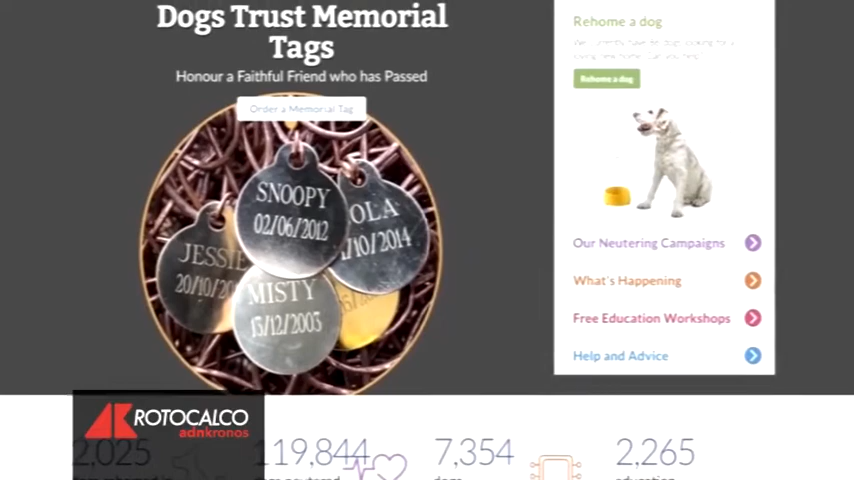 Dogs Trust Memorial
Tags
Honour a Faithful Friend who has Passed
Order a Memorial Tag
SNOOPY
02/06/2012
OLA
/10/2014
JESSIE
20/10/20
MISTY
13/12/2003
Rehome a dog
Rehome a dog
Our Neutering Campaigns
What's Happening
Free Education Workshops
Help and Advice
ROTOCALCO
adnkronos
2,025
119,844
7,354
2,265